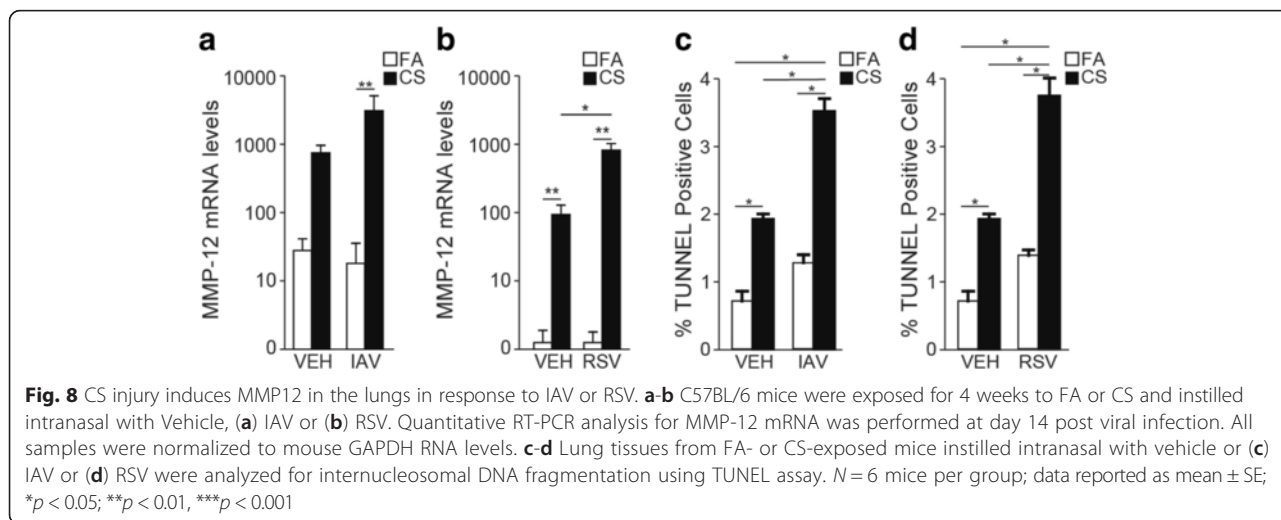 a
b
c
d
FA
CS
FA
CS
FA
CS
FA
CS
MMP-12 mRNA levels
10000
1000
100
10
0
**
VEH IAV
MMP-12 mRNA levels
10000
1000
100
10
0
*
**
**
VEH RSV
% TUNNEL Positive Cells
4
3
2
1
0
*
*
*
*
VEH IAV
% TUNNEL Positive Cells
4
3
2
1
0
*
*
*
*
VEH RSV
Fig. 8 CS injury induces MMP12 in the lungs in response to IAV or RSV. a-b C57BL/6 mice were exposed for 4 weeks to FA or CS and instilled
intranasal with Vehicle, (a) IAV or (b) RSV. Quantitative RT-PCR analysis for MMP-12 mRNA was performed at day 14 post viral infection. All
samples were normalized to mouse GAPDH RNA levels. c-d Lung tissues from FA- or CS-exposed mice instilled intranasal with vehicle or (c)
IAV or (d) RSV were analyzed for internucleosomal DNA fragmentation using TUNEL assay. N = 6 mice per group; data reported as mean ± SE;
*p < 0.05; **p < 0.01, ***p < 0.001